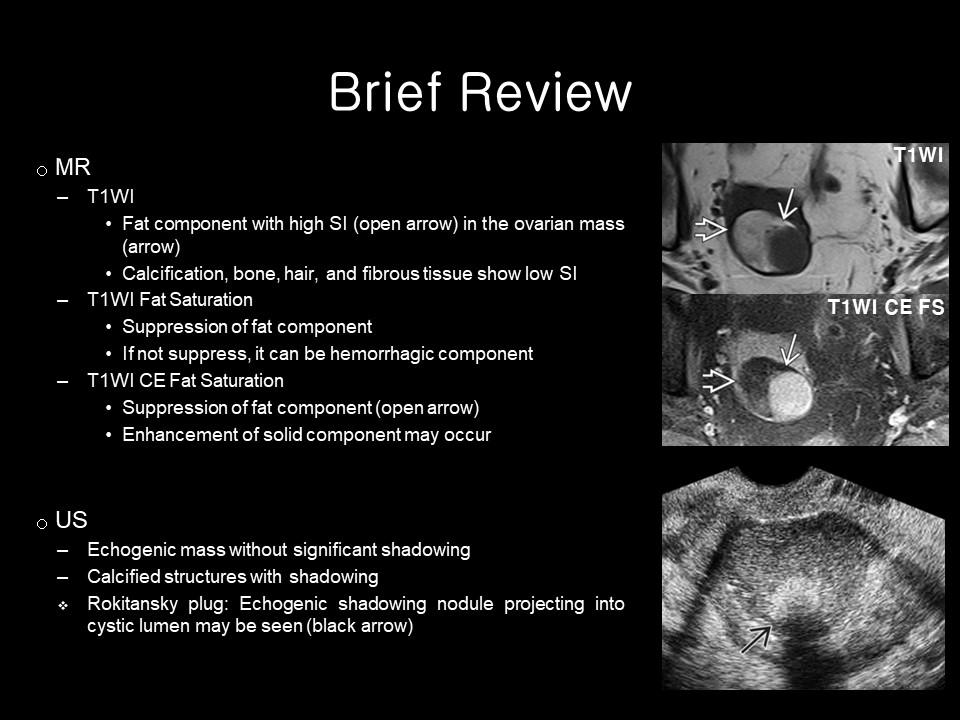 Brief Review
○ MR
– T1WI
• Fat component with high SI (open arrow) in the ovarian mass
(arrow)
• Calcification, bone, hair, and fibrous tissue show low SI
– T1WI Fat Saturation
• Suppression of fat component
• If not suppress, it can be hemorrhagic component
– T1WI CE Fat Saturation
• Suppression of fat component (open arrow)
• Enhancement of solid component may occur
○ US
– Echogenic mass without significant shadowing
– Calcified structures with shadowing
❖ Rokitansky plug: Echogenic shadowing nodule projecting into
cystic lumen may be seen (black arrow)
T1WI
T1WI CE FS